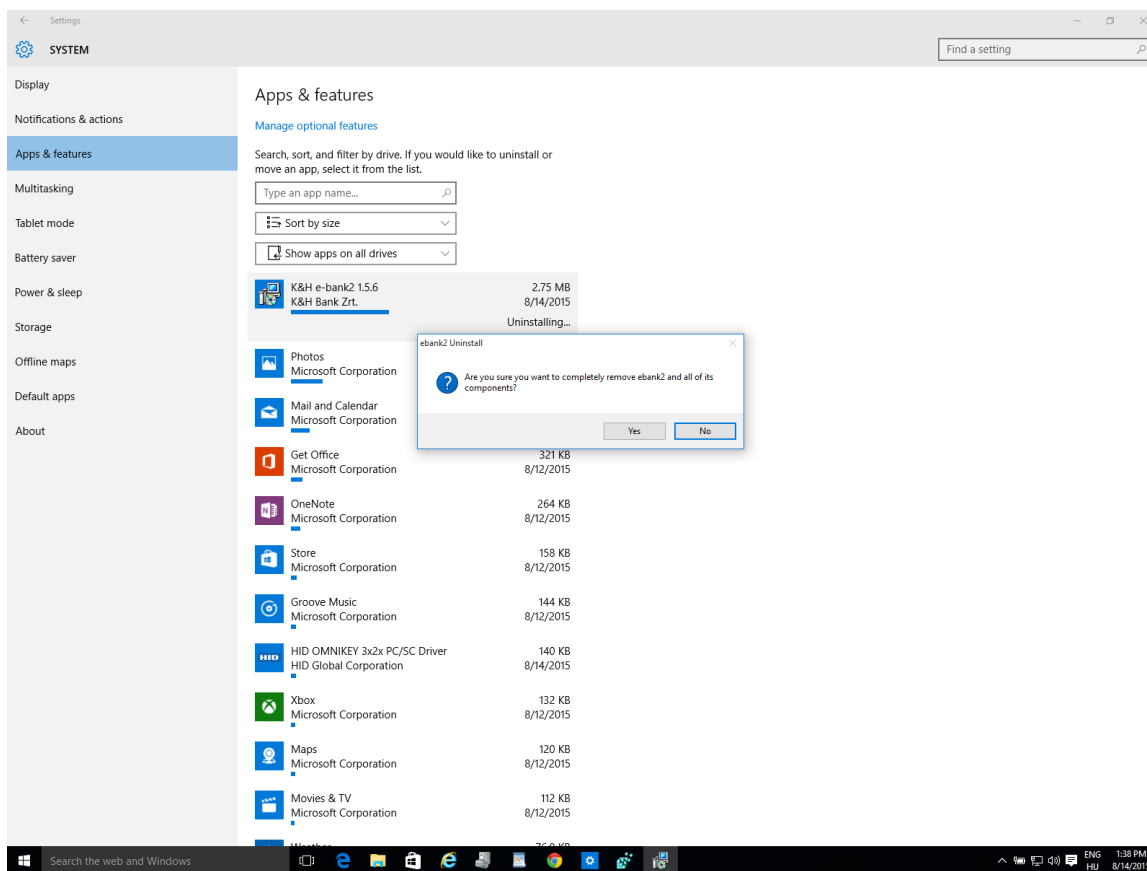 Settings
SYSTEM
Find a setting
Display
Notifications & actions
Apps & features
Multitasking
Tablet mode
Battery saver
Power & sleep
Storage
Offline maps
Default apps
About
Apps & features
Manage optional features
Search, sort, and filter by drive. If you would like to uninstall or
move an app, select it from the list.
Type an app name...
Sort by size
Show apps on all drives
K&H e-bank2 1.5.6 2.75 MB
K&H Bank Zrt. 8/14/2015
Uninstalling...
ebank2 Uninstall
Are you sure you want to completely remove ebank2 and all of its
components?
Yes No
Photos
Microsoft Corporation
Mail and Calendar
Microsoft Corporation
Get Office 321 KB
Microsoft Corporation 8/12/2015
OneNote 264 KB
Microsoft Corporation 8/12/2015
Store 158 KB
Microsoft Corporation 8/12/2015
Groove Music 144 KB
Microsoft Corporation 8/12/2015
HID
HID OMNIKEY 3x2x PC/SC Driver 140 KB
HID Global Corporation 8/14/2015
Xbox 132 KB
Microsoft Corporation 8/12/2015
Maps 120 KB
Microsoft Corporation 8/12/2015
Movies & TV 112 KB
Microsoft Corporation 8/12/2015
Search the web and Windows
ENG 1:38 PM
HU 8/14/201